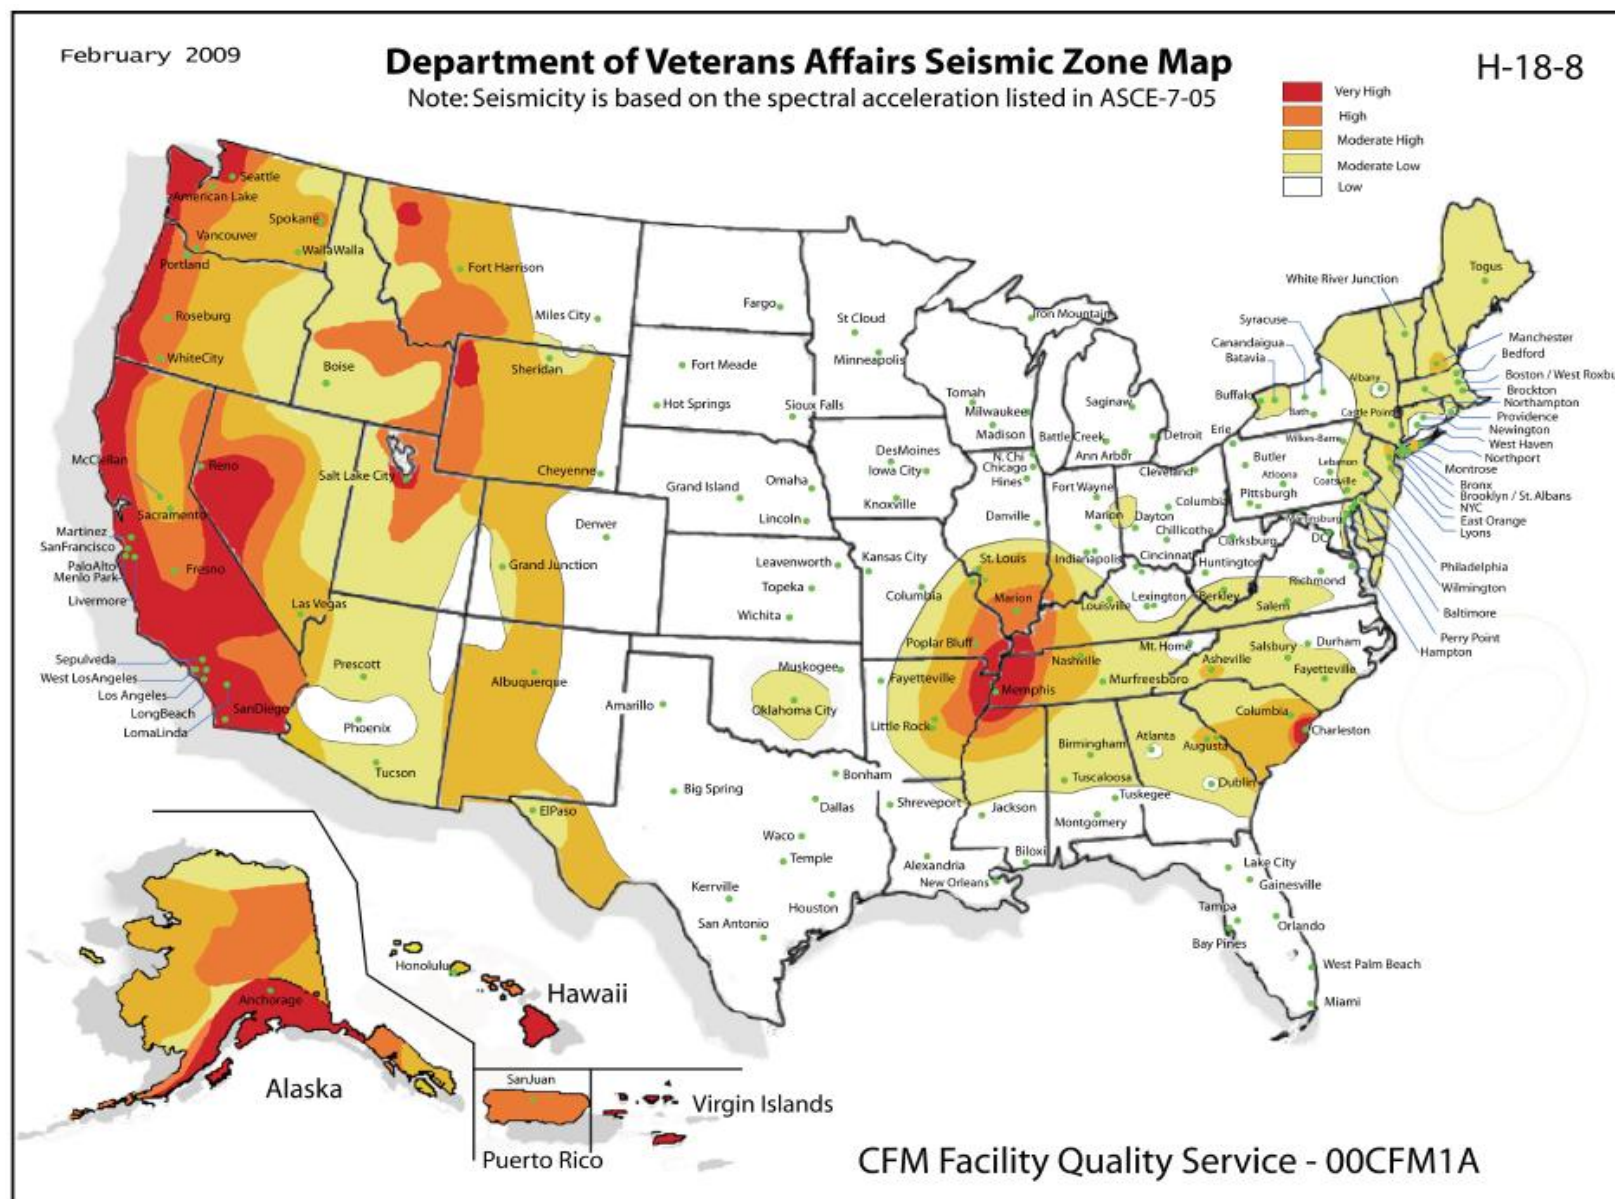 February 2009
Department of Veterans Affairs Seismic Zone Map
H-18-8
Note: Seismicity is based on the spectral acceleration listed in ASCE-7-05
Very High
High
Moderate High
Moderate Low
Low
Seattle
American Lake
Spokane
Vancouver
WallaWalla
Portland
Fort Harrison
Roseburg
Miles City
WhiteCity
Boise
Sheridan
McClellan
Reno
Salt Lake City
Cheyenne
Sacramento
Martinez
SanFrancisco
PaloAlto
Menlo Park
Livermore
Fresno
Las Vegas
Grand Junction
Denver
Sepulveda
West LosAngeles
Los Angeles
LongBeach
LomaLinda
SanDiego
Prescott
Phoenix
Tucson
Albuquerque
ElPaso
Fargo
St Cloud
Minneapolis
Iron Mountain
Fort Meade
Hot Springs
Sioux Falls
Tomah
Milwaukee
Madison
Saginaw
Battle Creek
Detroit
Ann Arbor
N. Chi
Chicago
Hines
DesMoines
Iowa City
Knoxville
Grand Island
Omaha
Lincoln
Danville
Fort Wayne
Marion
Cleveland
Columbia
Dayton
Chillicothe
Indianapolis
Cincinnati
Leavenworth
Topeka
Wichita
Kansas City
Columbia
St. Louis
Marion
Poplar Bluff
Louisville
Lexington
Huntington
Clarksburg
Berkley
Salem
Richmond
Muskogee
Oklahoma City
Amarillo
Fayetteville
Little Rock
Memphis
Nashville
Murfreesboro
Mt. Home
Asheville
Salsbury
Durham
Fayetteville
Columbia
Charleston
Augusta
Atlanta
Dublin
Birmingham
Tuscaloosa
Tuskegee
Montgomery
Jackson
Biloxi
Shreveport
Alexandria
New Orleans
Bonham
Dallas
Big Spring
Waco
Temple
Kerrville
San Antonio
Houston
Lake City
Gainesville
Tampa
Orlando
Bay Pines
West Palm Beach
Miami
Togus
White River Junction
Syracuse
Canandaigua
Batavia
Buffalo
Bath
Albany
Castle Point
Erie
Butler
Altoona
Pittsburgh
Wilkes-Barre
Lebanon
Coatsville
Martinsburg
DC
Manchester
Bedford
Boston / West Roxbu
Brockton
Northampton
Providence
Newington
West Haven
Northport
Montrose
Bronx
Brooklyn / St. Albans
NYC
East Orange
Lyons
Philadelphia
Wilmington
Baltimore
Perry Point
Hampton
Anchorage
Alaska
Honolulu
Hawaii
SanJuan
Puerto Rico
Virgin Islands
CFM Facility Quality Service - 00CFM1A